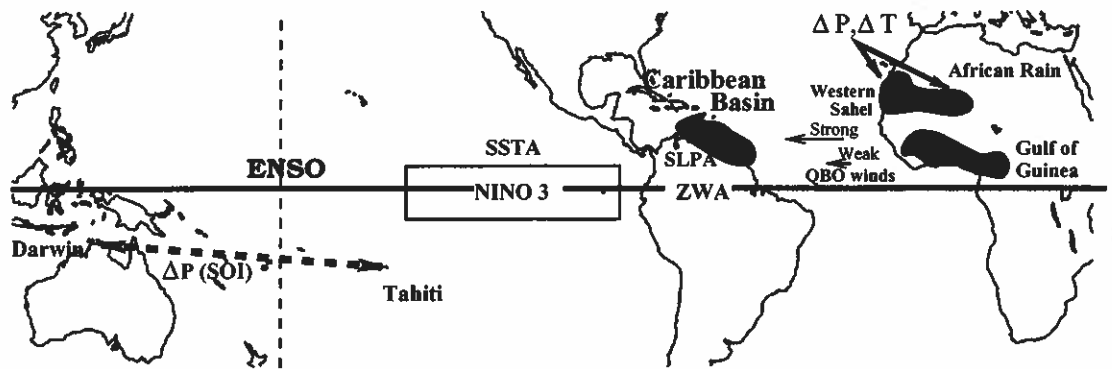 ΔP, ΔT
African Rain
Caribbean
Basin
Western
Sahel
Strong
SSTA
SLPA
Weak
Gulf of
Guinea
ENSO
QBO winds
NINO 3
ZWA
Darwin
ΔP (SOI)
Tahiti